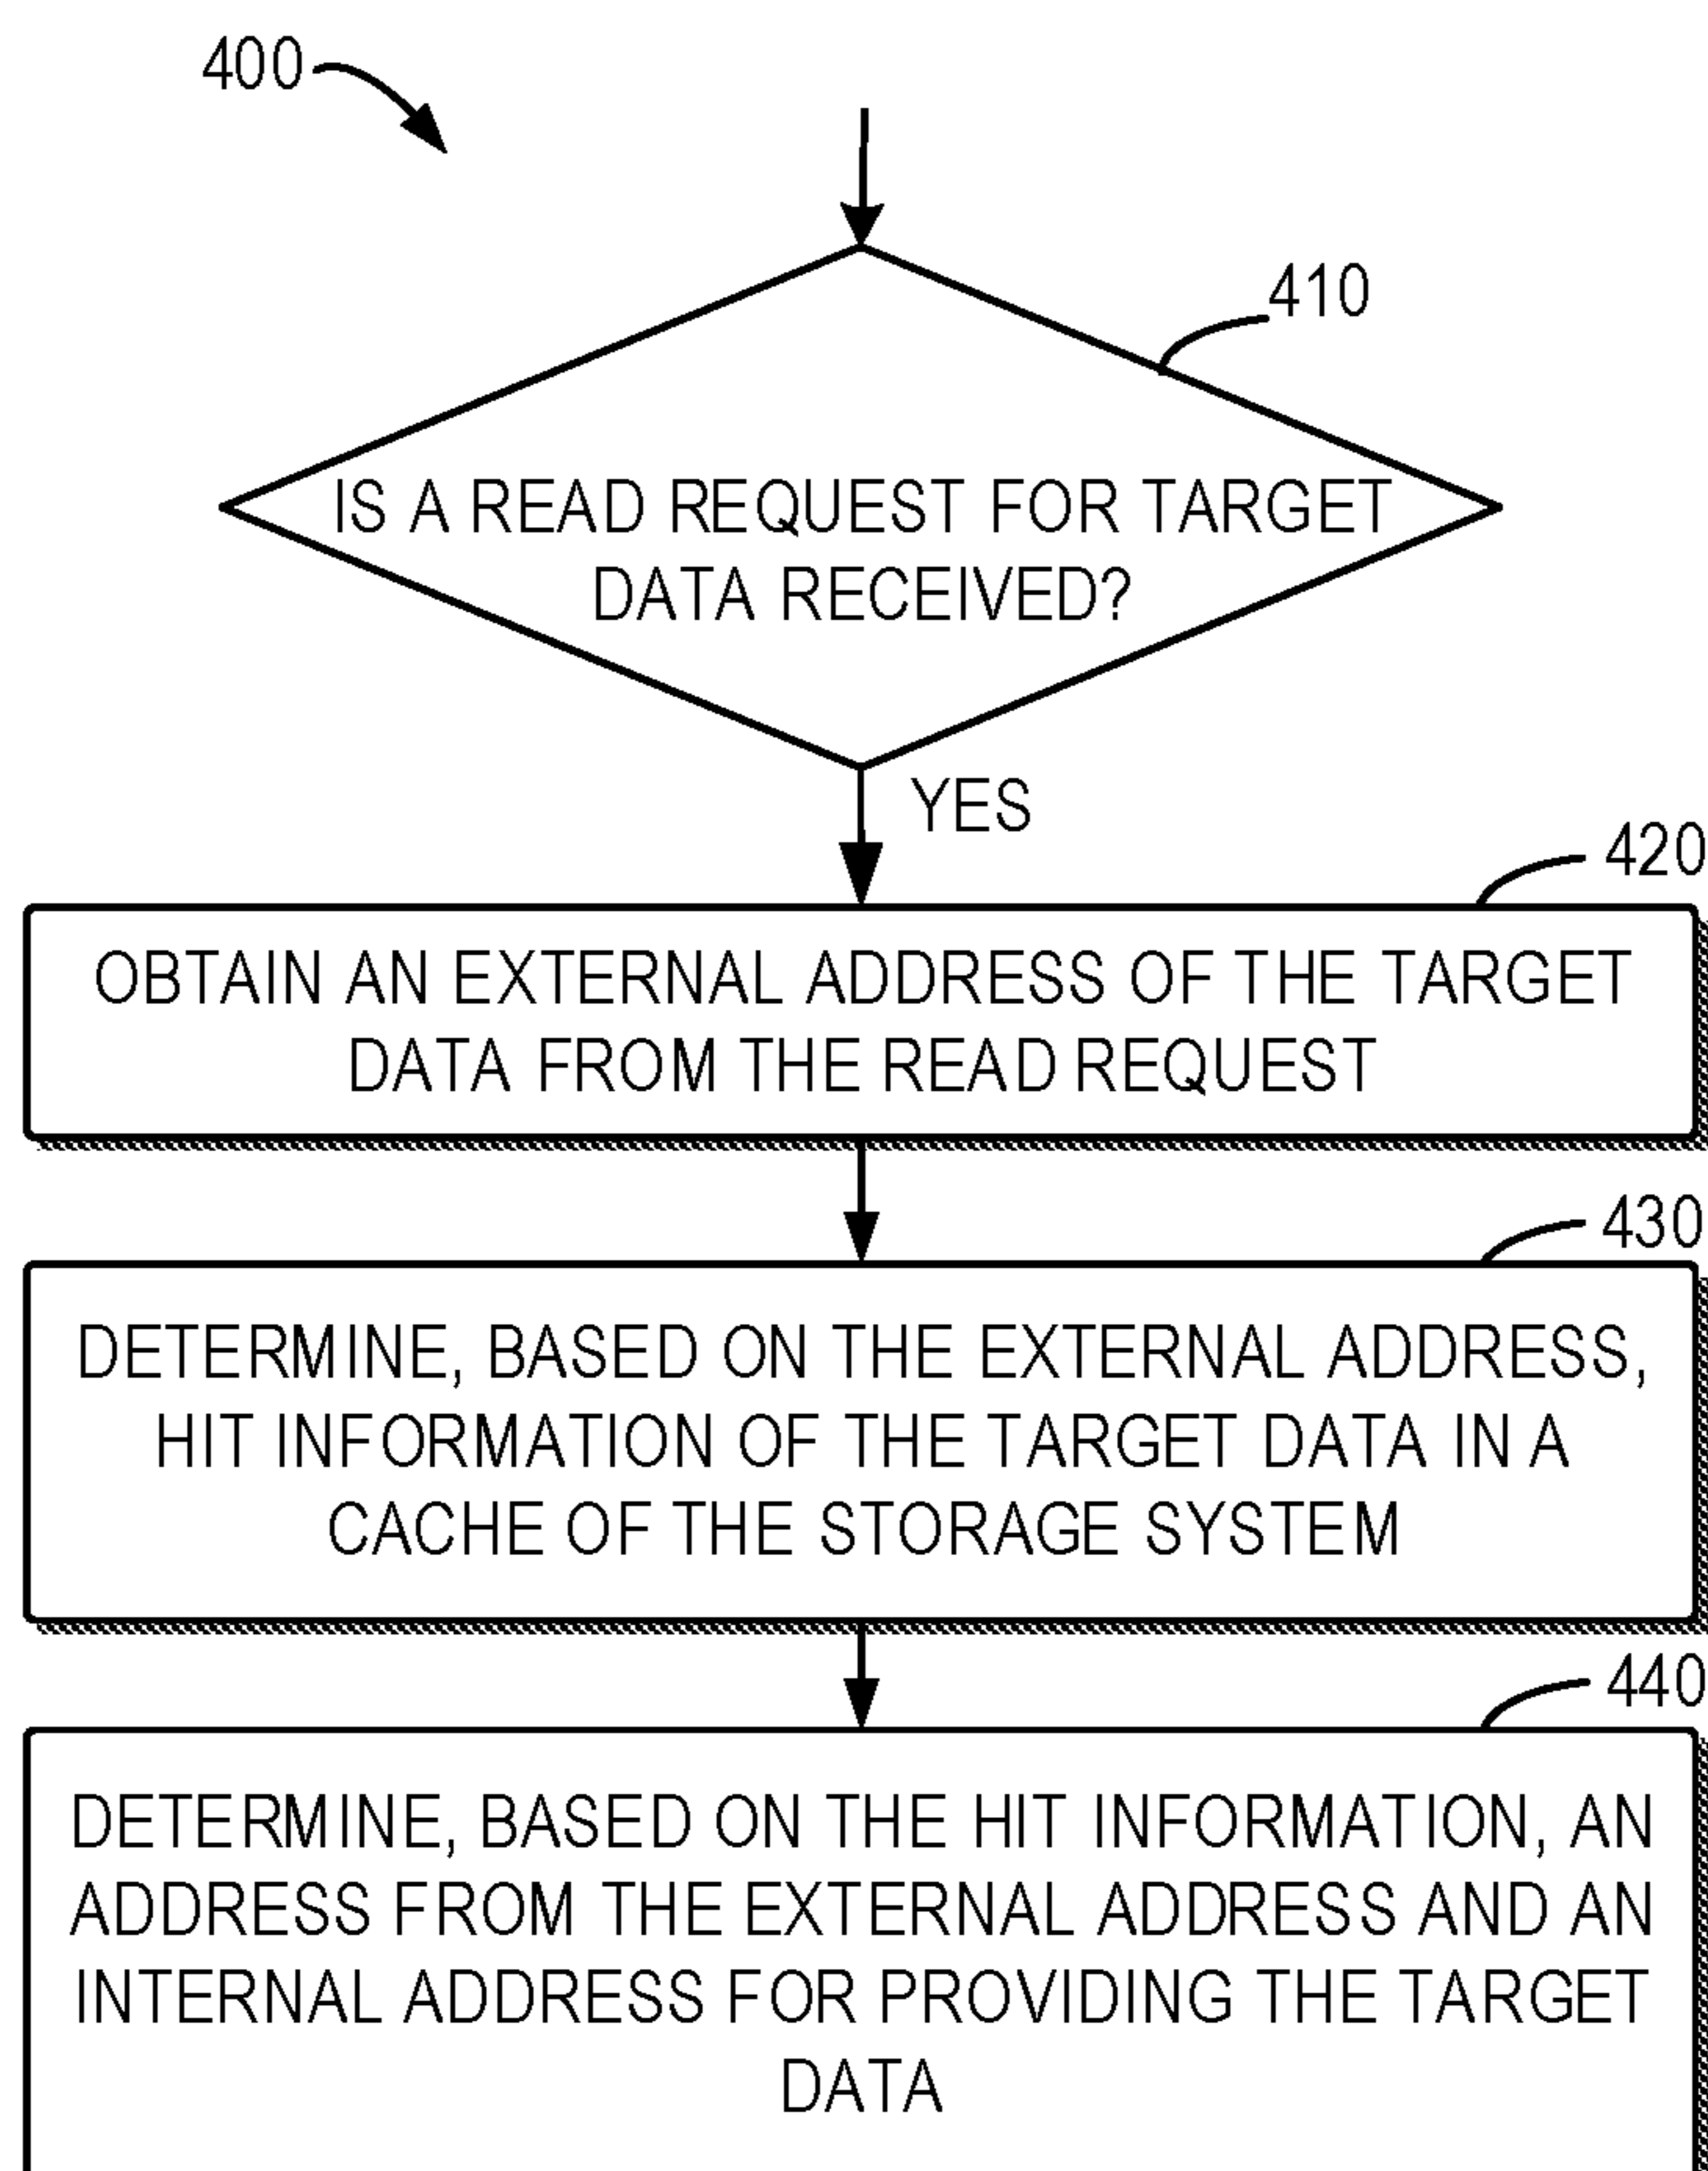 400
410
IS A READ REQUEST FOR TARGET
DATA RECEIVED?
YES
420
OBTAIN AN EXTERNAL ADDRESS OF THE TARGET
DATA FROM THE READ REQUEST
430
DETERMINE, BASED ON THE EXTERNAL ADDRESS,
HIT INFORMATION OF THE TARGET DATA IN A
CACHE OF THE STORAGE SYSTEM
440
DETERMINE, BASED ON THE HIT INFORMATION, AN
ADDRESS FROM THE EXTERNAL ADDRESS AND AN
INTERNAL ADDRESS FOR PROVIDING THE TARGET
DATA